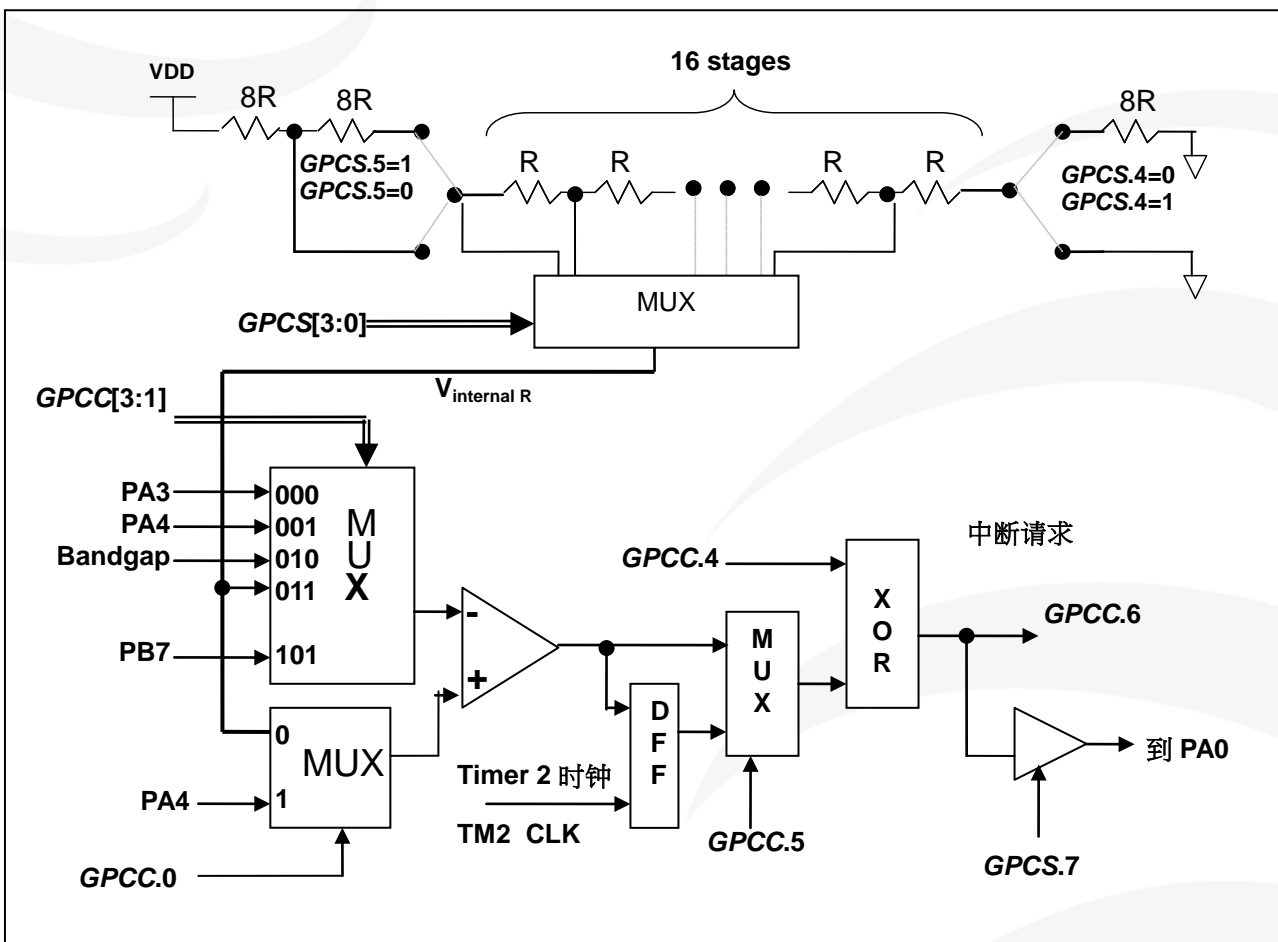 16 stages
VDD
8R
8R
8R
GPCS.5=1
GPCS.5=0
R
R
R
R
GPCS.4=0
GPCS.4=1
MUX
GPCS[3:0]
V internal R
GPCC[3:1]
PA3
000
PA4
001
Bandgap
010
011
PB7
101
M
U
X
-
+
0
1
MUX
PA4
GPCC.0
Timer 2 时钟
TM2 CLK
D
F
F
M
U
X
GPCC.5
GPCC.4
X
O
R
中断请求
GPCC.6
到 PA0
GPCS.7